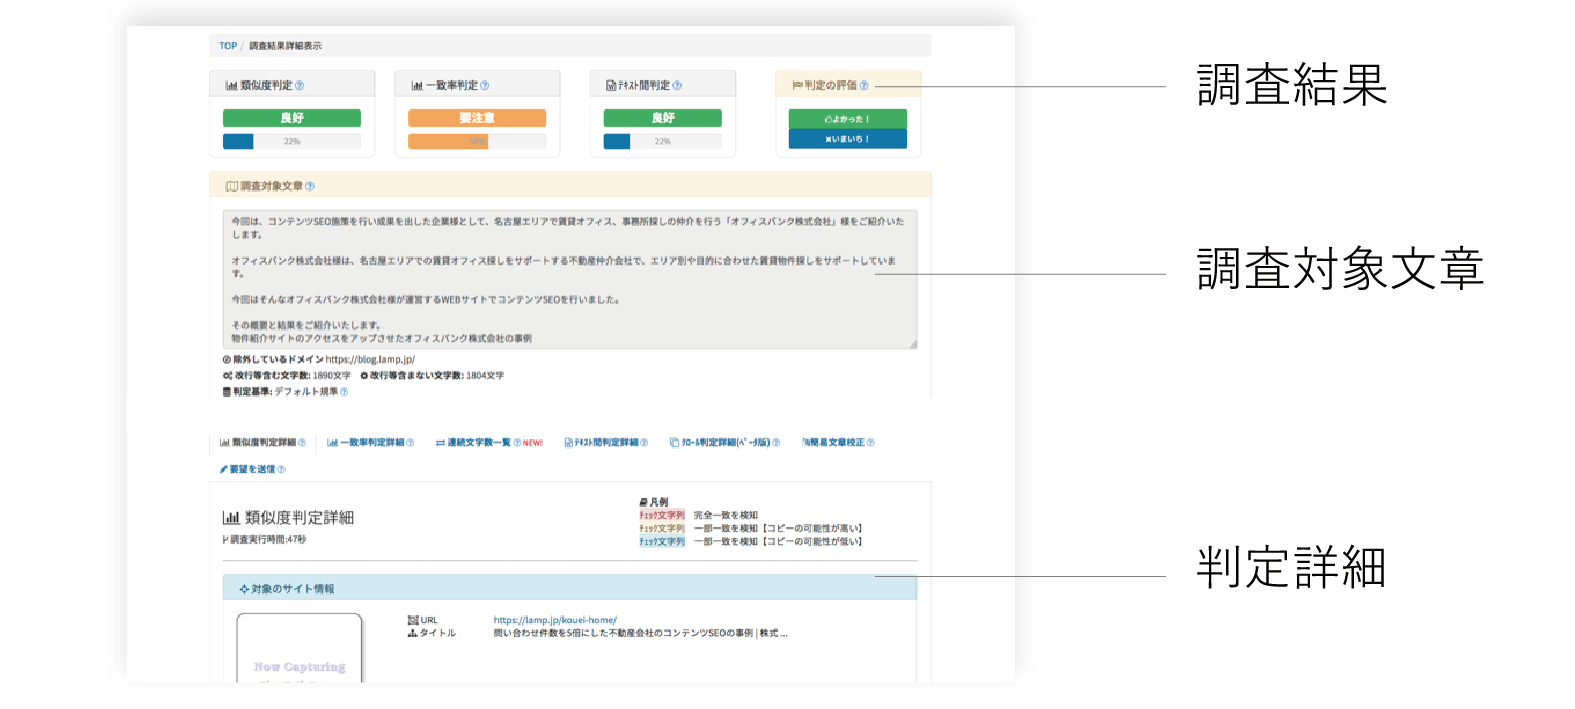 TOP / 調査結果詳細表示
類似度判定
一致率判定
ﾃｷｽﾄ間判定
判定の評価
良好
要注意
良好
よかった！
いまいち！
22%
22%
調査結果
調査対象文章
今回は、コンテンツSEO施策を行い成果を出した企業様として、名古屋エリアで賃貸オフィス、事務所探しの仲介を行う「オフィスバンク株式会社」様をご紹介いた
します。
オフィスバンク株式会社様は、名古屋エリアでの賃貸オフィス探しをサポートする不動産仲介会社で、エリア別や目的に合わせた賃貸物件探しをサポートしていま
す。
今回はそんなオフィスバンク株式会社様が運営するWEBサイトでコンテンツSEOを行いました。
その概要と結果をご紹介いたします。
物件紹介サイトのアクセスをアップさせたオフィスバンク株式会社の事例
除外しているドメイン https://blog.lamp.jp/
改行等含む文字数: 1890文字 改行等含まない文字数: 1804文字
判定基準: デフォルト規準
調査対象文章
類似度判定詳細 一致率判定詳細 連続文字数一覧 NEW! ﾃｷｽﾄ間判定詳細 ｸﾛｰﾙ判定詳細(ﾍﾞｰﾀ版) 簡易文章校正
要望を送信
類似度判定詳細
調査実行時間:47秒
凡例
ﾁｪｯｸ文字列 完全一致を検知
ﾁｪｯｸ文字列 一部一致を検知【コピーの可能性が高い】
ﾁｪｯｸ文字列 一部一致を検知【コピーの可能性が低い】
対象のサイト情報
URL https://lamp.jp/kouei-home/
タイトル 問い合わせ件数を5倍にした不動産会社のコンテンツSEOの事例 | 株式 ...
Now Capturing
判定詳細